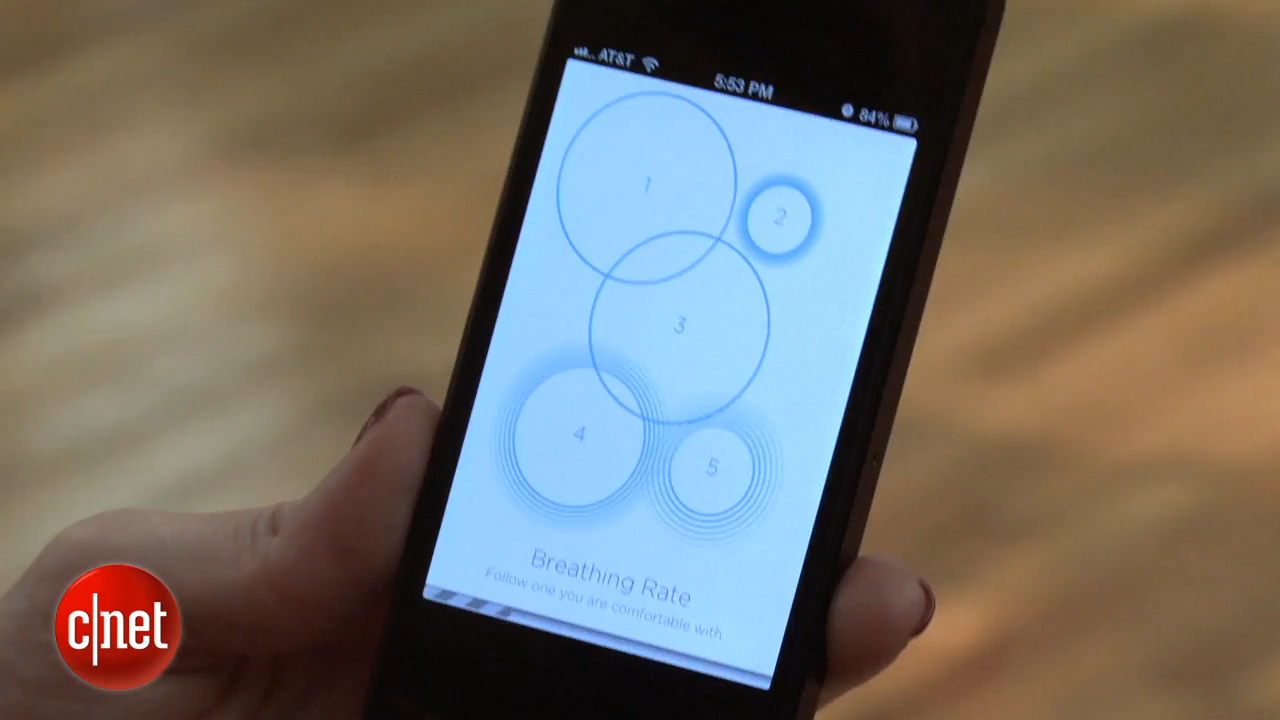 AT&T
5:53 PM
84%
1
2
3
4
5
Breathing Rate
Follow one you are comfortable with
c|net